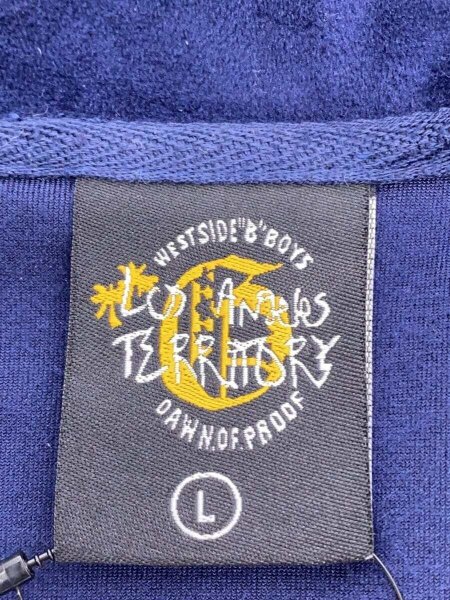 WESTSIDE"B"BOYS
LOS ANGELES
TERRITORY
DAWN.OF.PROOF
L